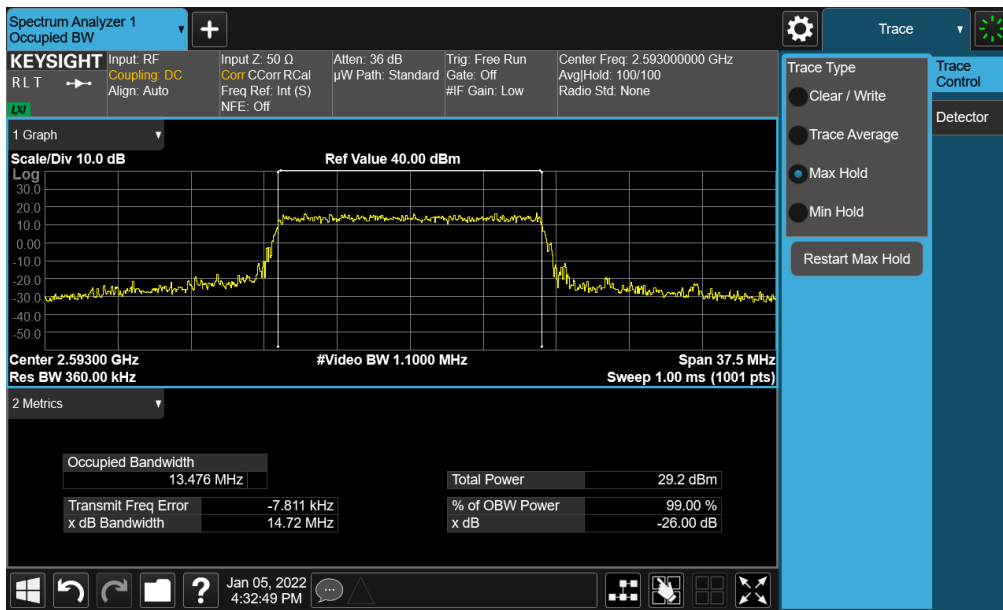 Spectrum Analyzer 1
Occupied BW
Trace
KEYSIGHT
R L T
LXI
Input: RF
Coupling: DC
Align: Auto
Input Z: 50 Ω
Corr CCorr RCal
Freq Ref: Int (S)
NFE: Off
Atten: 36 dB
µW Path: Standard
Trig: Free Run
Gate: Off
#IF Gain: Low
Center Freq: 2.593000000 GHz
Avg|Hold: 100/100
Radio Std: None
1 Graph
Scale/Div 10.0 dB
Ref Value 40.00 dBm
Log
30.0
20.0
10.0
0.00
-10.0
-20.0
-30.0
-40.0
-50.0
Center 2.59300 GHz
#Video BW 1.1000 MHz
Span 37.5 MHz
Res BW 360.00 kHz
Sweep 1.00 ms (1001 pts)
2 Metrics
Occupied Bandwidth
13.476 MHz
Total Power 29.2 dBm
Transmit Freq Error -7.811 kHz
% of OBW Power 99.00 %
x dB Bandwidth 14.72 MHz
x dB -26.00 dB
Trace Type
Clear / Write
Trace Average
Max Hold
Min Hold
Restart Max Hold
Trace
Control
Detector
?
Jan 05, 2022
4:32:49 PM